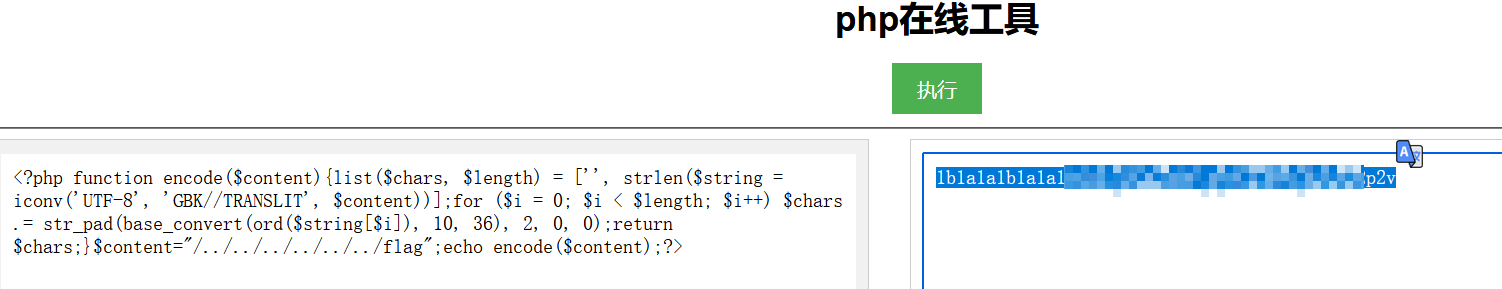 php在线工具
执行
<?php function encode($content){list($chars, $length) = ['', strlen($string =
iconv('UTF-8', 'GBK//TRANSLIT', $content))];for ($i = 0; $i < $length; $i++) $chars
.= str_pad(base_convert(ord($string[$i]), 10, 36), 2, 0, 0);return
$chars;}$content="/../../../../../../flag";echo encode($content);?>
1b1a1a1b1a1a1
p2v
A